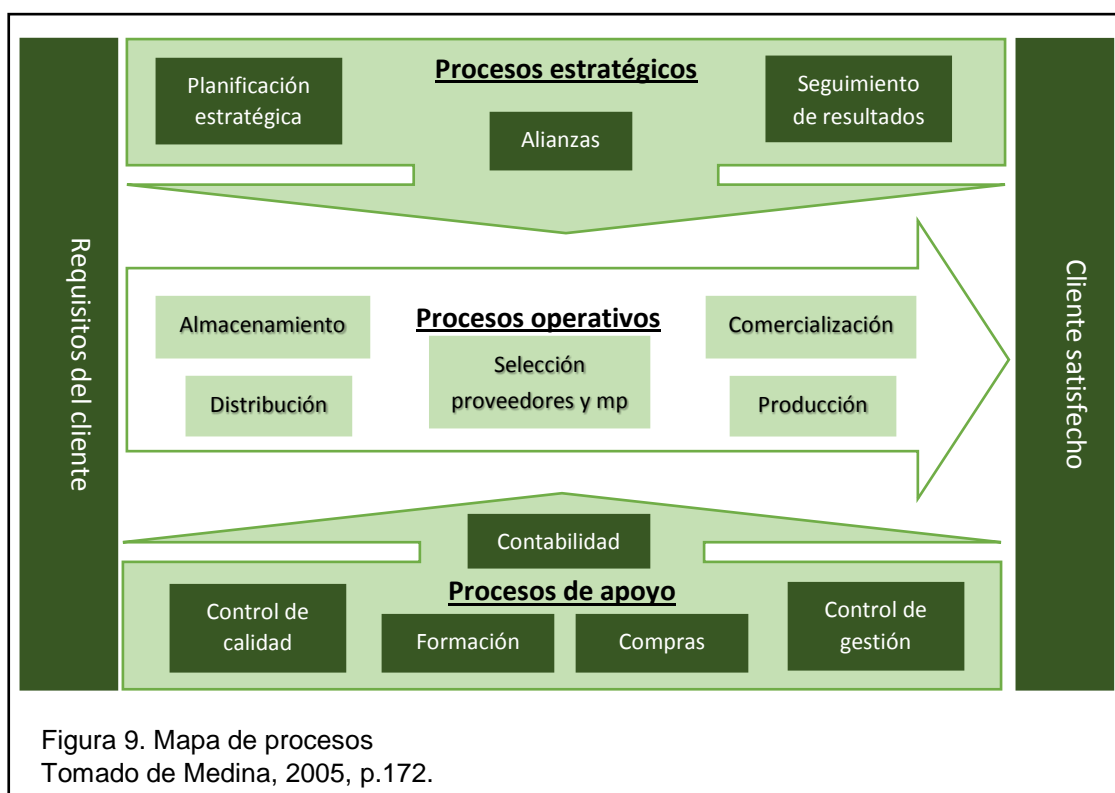 Requisitos del cliente
Procesos estratégicos
Planificación
estratégica
Alianzas
Seguimiento
de resultados
Procesos operativos
Almacenamiento
Distribución
Selección
proveedores y mp
Comercialización
Producción
Contabilidad
Procesos de apoyo
Control de
calidad
Formación
Compras
Control de
gestión
Cliente satisfecho
Figura 9. Mapa de procesos
Tomado de Medina, 2005, p.172.